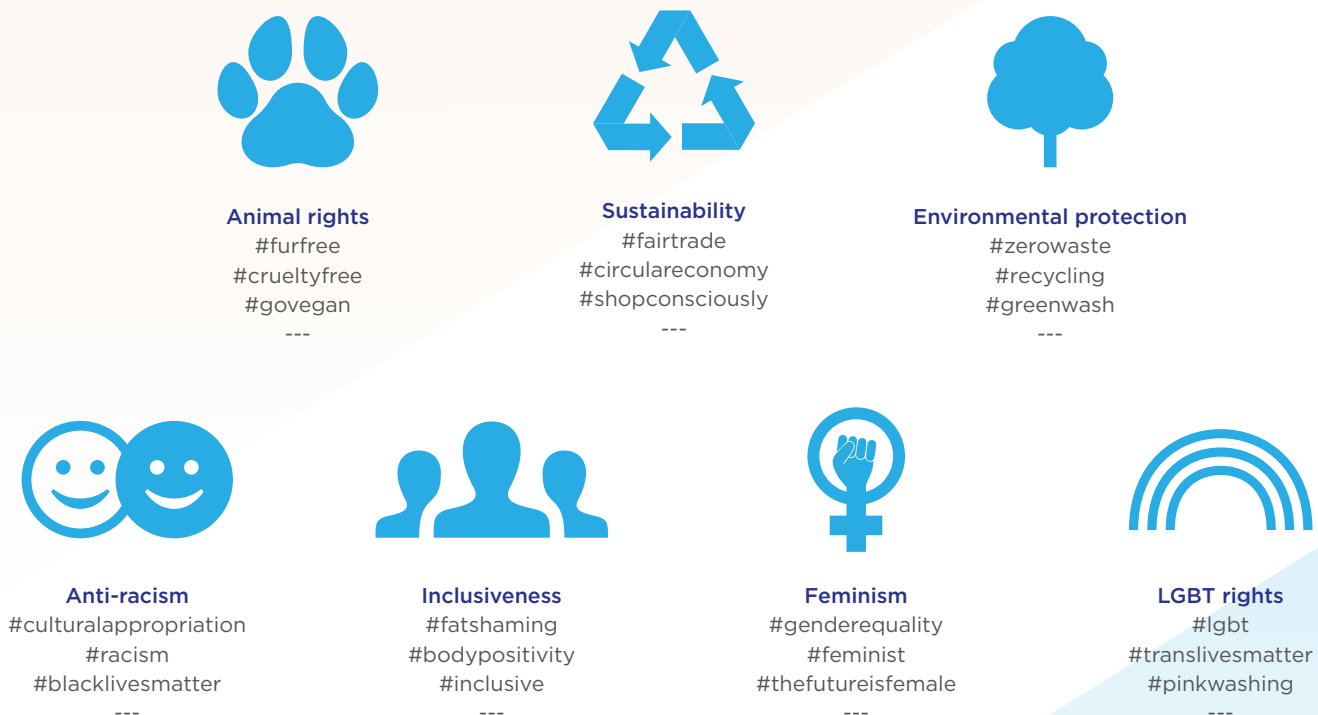 Animal rights
#furfree
#crueltyfree
#govegan
---
Sustainability
#fairtrade
#circulareconomy
#shopconsciously
---
Environmental protection
#zerowaste
#recycling
#greenwash
---
Anti-racism
#culturalappropriation
#racism
#blacklivesmatter
---
Inclusiveness
#fatshaming
#bodypositivity
#inclusive
---
Feminism
#genderequality
#feminist
#thefutureisfemale
---
LGBT rights
#lgbt
#translivesmatter
#pinkwashing
---